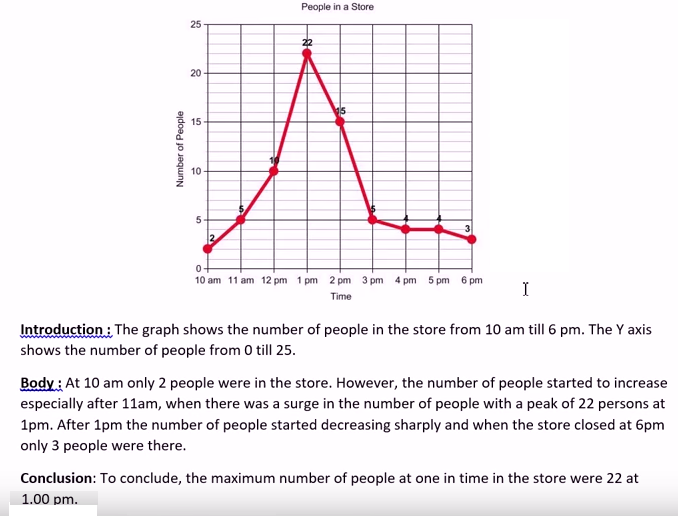 People in a Store
25
20
15
10
5
0
Number of People
2
5
10
22
15
5
4
4
3
10 am 11 am 12 pm 1 pm 2 pm 3 pm 4 pm 5 pm 6 pm
Time
Introduction : The graph shows the number of people in the store from 10 am till 6 pm. The Y axis
shows the number of people from 0 till 25.
Body : At 10 am only 2 people were in the store. However, the number of people started to increase
especially after 11am, when there was a surge in the number of people with a peak of 22 persons at
1pm. After 1pm the number of people started decreasing sharply and when the store closed at 6pm
only 3 people were there.
Conclusion: To conclude, the maximum number of people at one in time in the store were 22 at
1.00 pm.